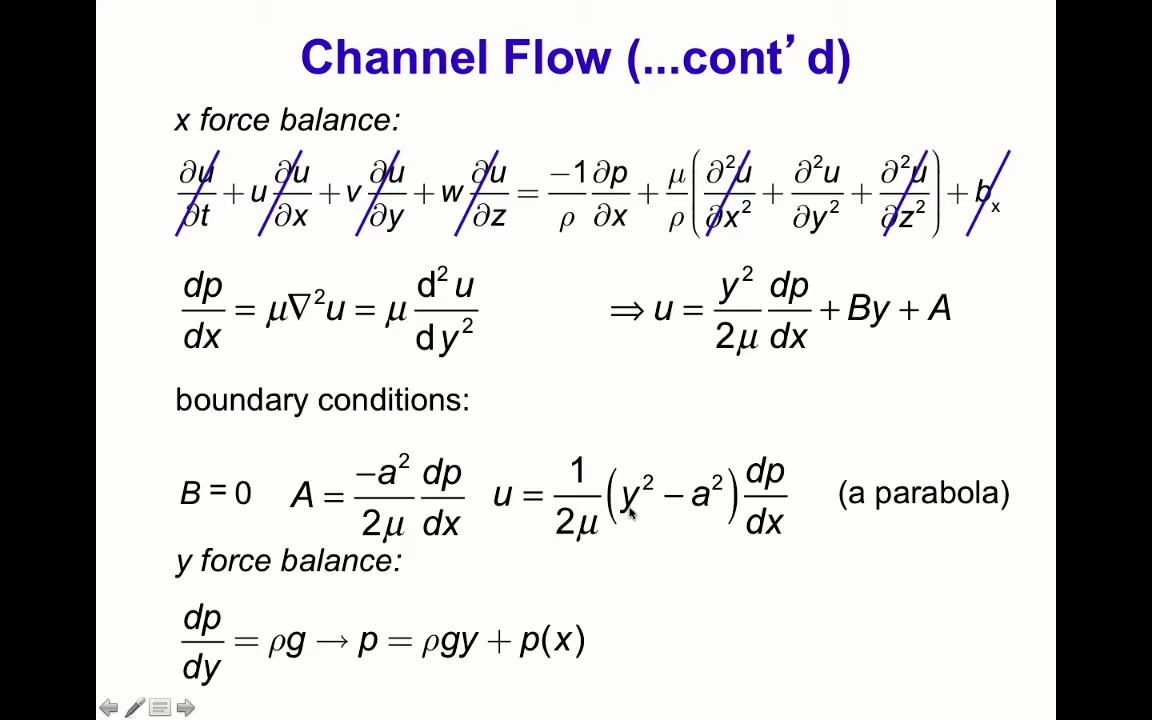 Channel Flow (...cont’d)
x force balance:
∂u/∂t + u ∂u/∂x + v ∂u/∂y + w ∂u/∂z = −1/ρ ∂p/∂x + μ/ρ (∂²u/∂x² + ∂²u/∂y² + ∂²u/∂z²) + bₓ
dp/dx = μ∇²u = μ d²u/dy² ⇒ u = y²/2μ dp/dx + By + A
boundary conditions:
B = 0 A = −a²/2μ dp/dx u = 1/2μ (y² − a²) dp/dx (a parabola)
y force balance:
dp/dy = ρg → p = ρgy + p(x)